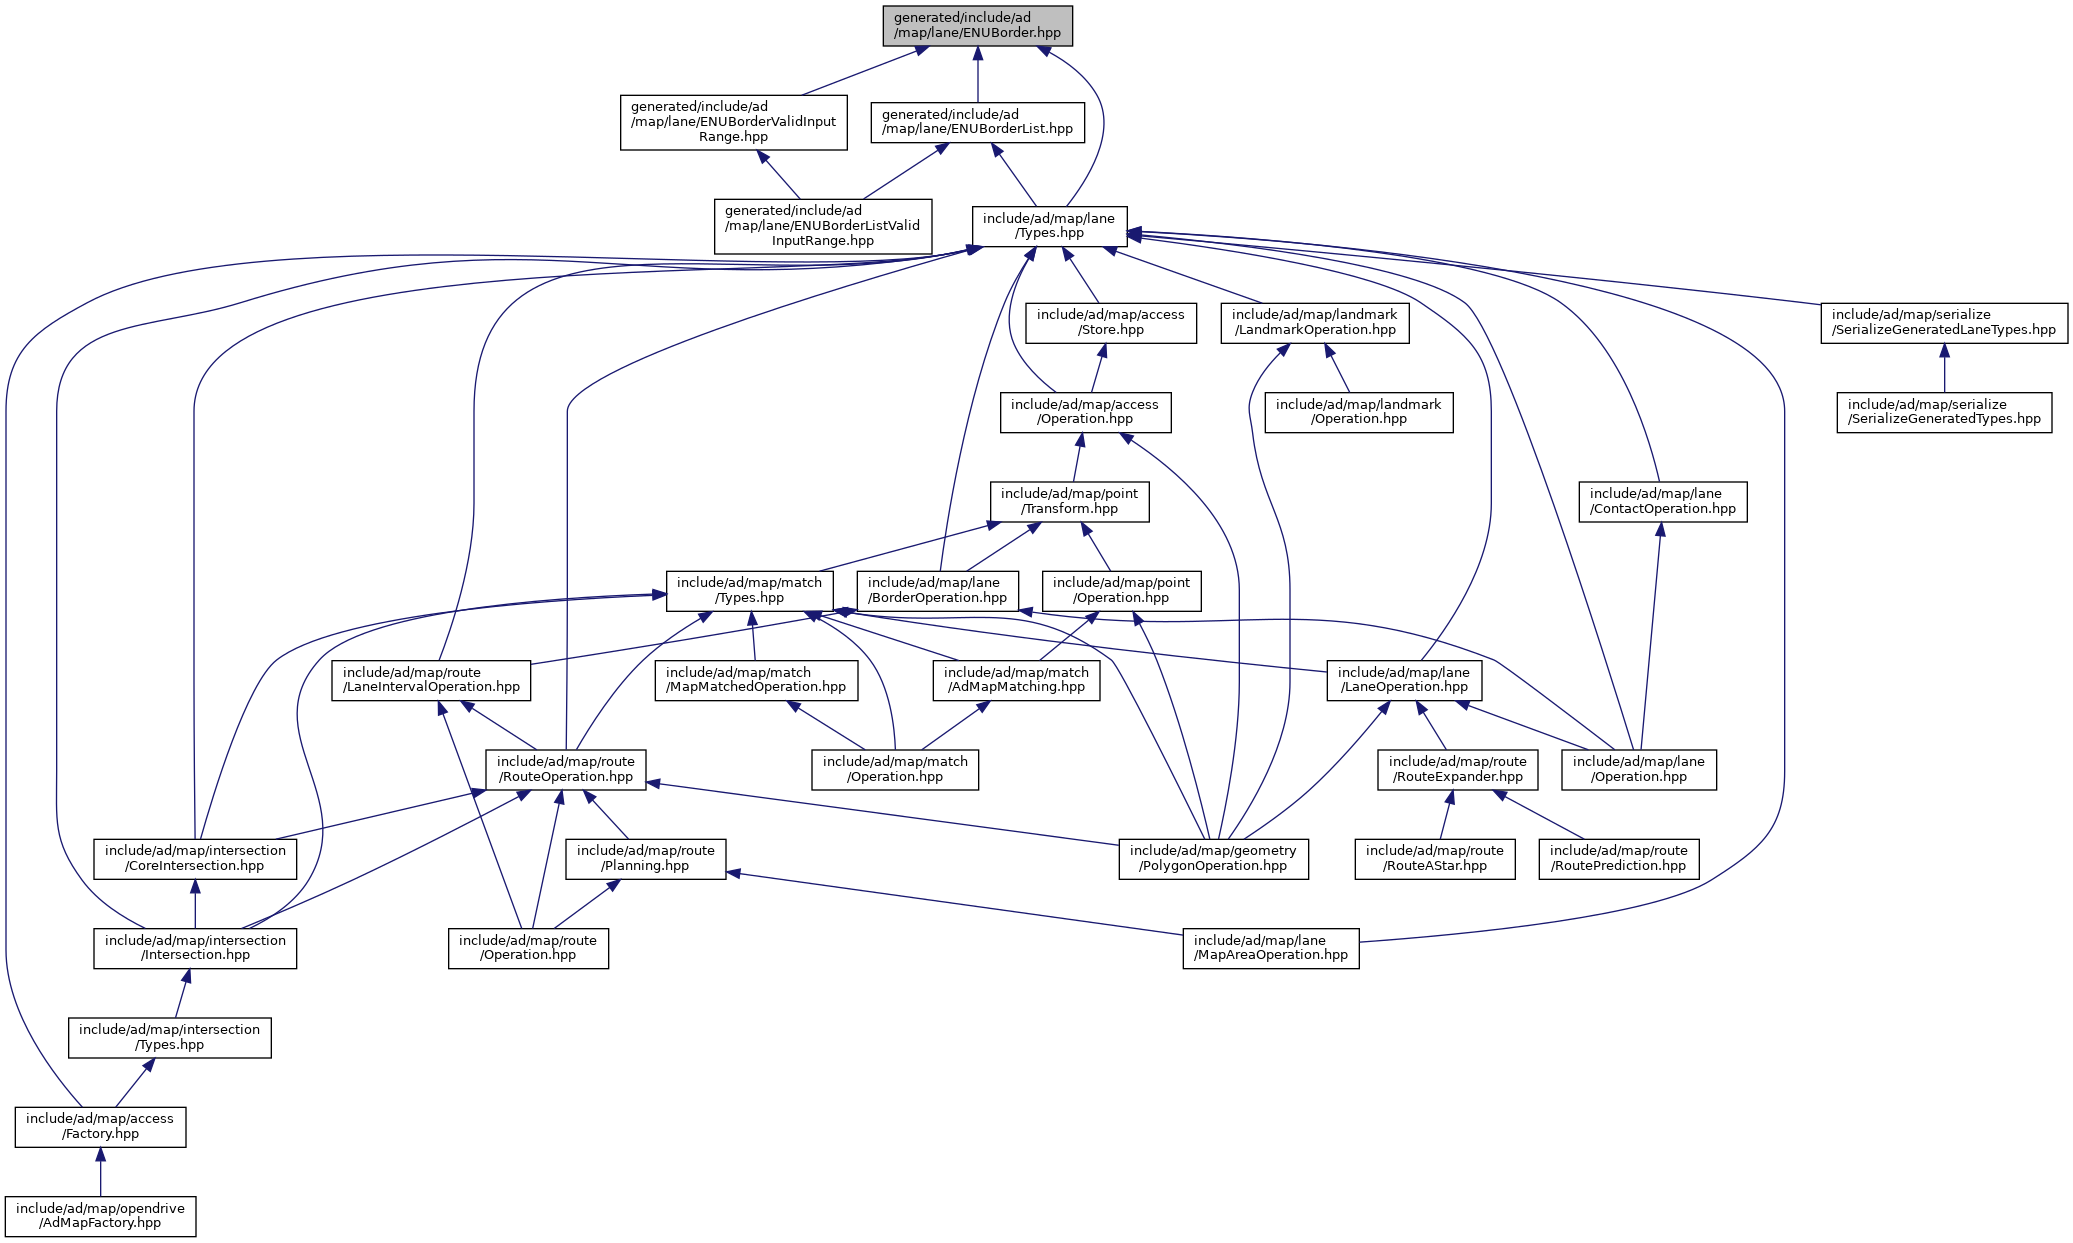 generated/include/ad
/map/lane/ENUBorder.hpp
generated/include/ad
/map/lane/ENUBorderValidInput
Range.hpp
generated/include/ad
/map/lane/ENUBorderList.hpp
generated/include/ad
/map/lane/ENUBorderListValid
InputRange.hpp
include/ad/map/lane
/Types.hpp
include/ad/map/access
/Store.hpp
include/ad/map/landmark
/LandmarkOperation.hpp
include/ad/map/serialize
/SerializeGeneratedLaneTypes.hpp
include/ad/map/access
/Operation.hpp
include/ad/map/landmark
/Operation.hpp
include/ad/map/serialize
/SerializeGeneratedTypes.hpp
include/ad/map/point
/Transform.hpp
include/ad/map/lane
/ContactOperation.hpp
include/ad/map/match
/Types.hpp
include/ad/map/lane
/BorderOperation.hpp
include/ad/map/point
/Operation.hpp
include/ad/map/route
/LaneIntervalOperation.hpp
include/ad/map/match
/MapMatchedOperation.hpp
include/ad/map/match
/AdMapMatching.hpp
include/ad/map/lane
/LaneOperation.hpp
include/ad/map/route
/RouteOperation.hpp
include/ad/map/match
/Operation.hpp
include/ad/map/route
/RouteExpander.hpp
include/ad/map/lane
/Operation.hpp
include/ad/map/intersection
/CoreIntersection.hpp
include/ad/map/route
/Planning.hpp
include/ad/map/geometry
/PolygonOperation.hpp
include/ad/map/route
/RouteAStar.hpp
include/ad/map/route
/RoutePrediction.hpp
include/ad/map/intersection
/Intersection.hpp
include/ad/map/route
/Operation.hpp
include/ad/map/lane
/MapAreaOperation.hpp
include/ad/map/intersection
/Types.hpp
include/ad/map/access
/Factory.hpp
include/ad/map/opendrive
/AdMapFactory.hpp